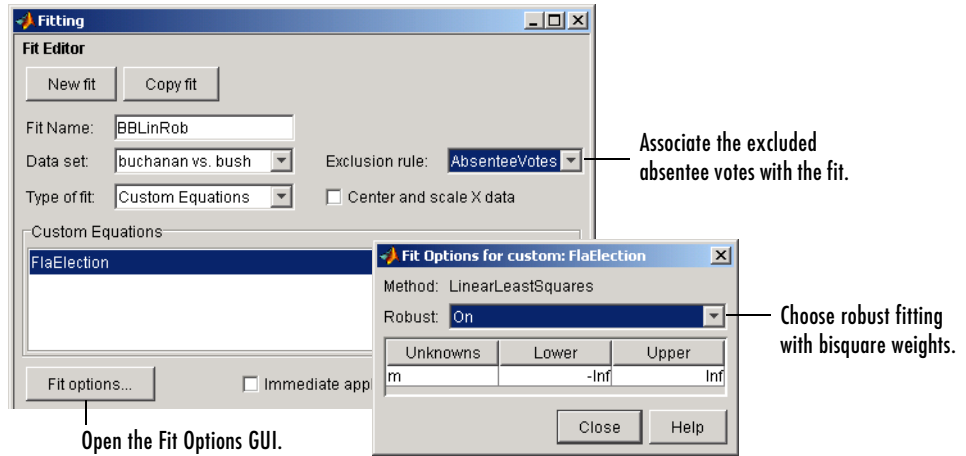 Fitting
Fit Editor
New fit
Copy fit
Fit Name: BBLinRob
Data set: buchanan vs. bush
Exclusion rule: AbsenteeVotes
Type of fit: Custom Equations
Center and scale X data
Custom Equations
FlaElection
Fit options...
Immediate app
Associate the excluded
absentee votes with the fit.
Fit Options for custom: FlaElection
Method: LinearLeastSquares
Robust: On
Unknowns Lower Upper
m -Inf Inf
Close
Help
Choose robust fitting
with bisquare weights.
Open the Fit Options GUI.